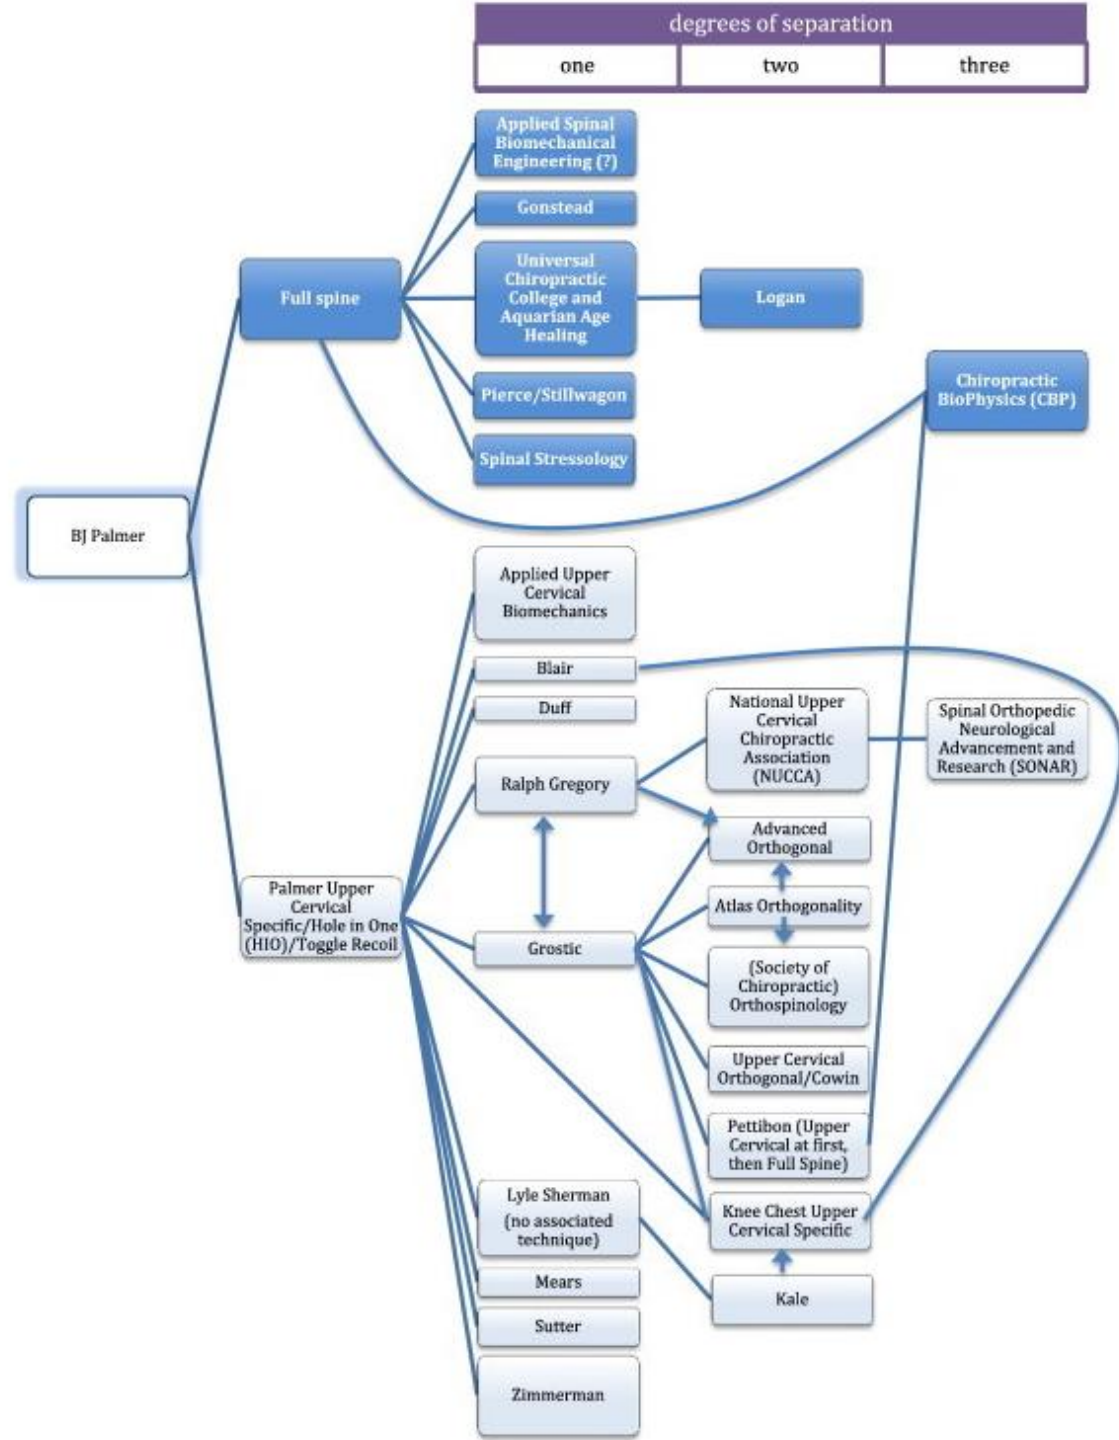 degrees of separation
one
two
three
Applied Spinal
Biomechanical
Engineering (?)
Gonstead
Universal
Chiropractic
College and
Aquarian Age
Healing
Logan
Full spine
Pierce/Stillwagon
Spinal Stressology
Chiropractic
BioPhysics (CBP)
BJ Palmer
Applied Upper
Cervical
Biomechanics
Blair
Duff
Ralph Gregory
National Upper
Cervical
Chiropractic
Association
(NUCCA)
Spinal Orthopedic
Neurological
Advancement and
Research (SONAR)
Advanced
Orthogonal
Palmer Upper
Cervical
Specific/Hole in One
(HIO)/Toggle Recoil
Grostic
Atlas Orthogonality
(Society of
Chiropractic)
Orthospinology
Upper Cervical
Orthogonal/Cowin
Pettibon (Upper
Cervical at first,
then Full Spine)
Lyle Sherman
(no associated
technique)
Knee Chest Upper
Cervical Specific
Mears
Kale
Sutter
Zimmerman